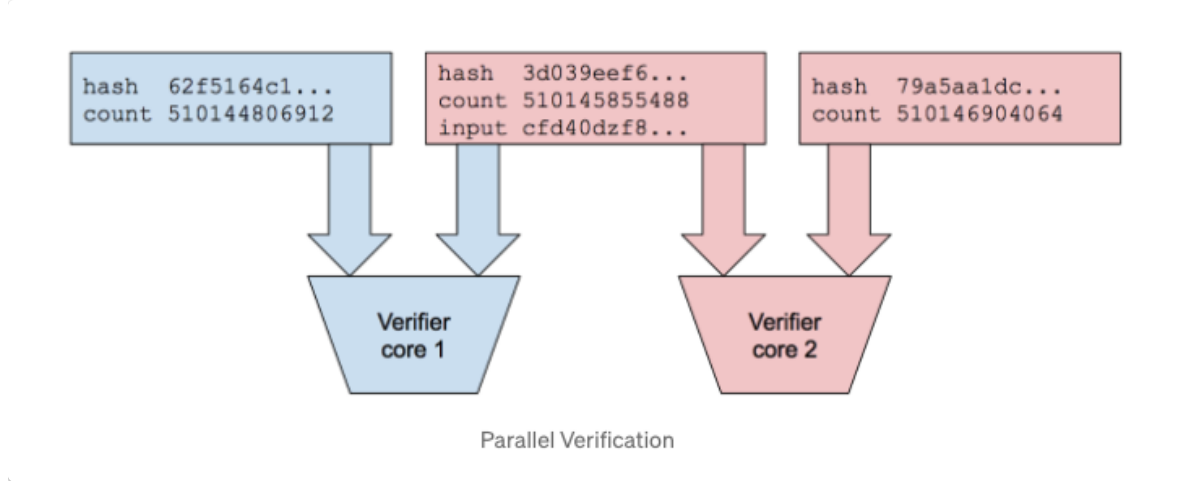 hash 62f5164c1...
count 510144806912
hash 3d039eef6...
count 510145855488
input cfd40dzf8...
hash 79a5aa1dc...
count 510146904064
Verifier
core 1
Verifier
core 2
Parallel Verification